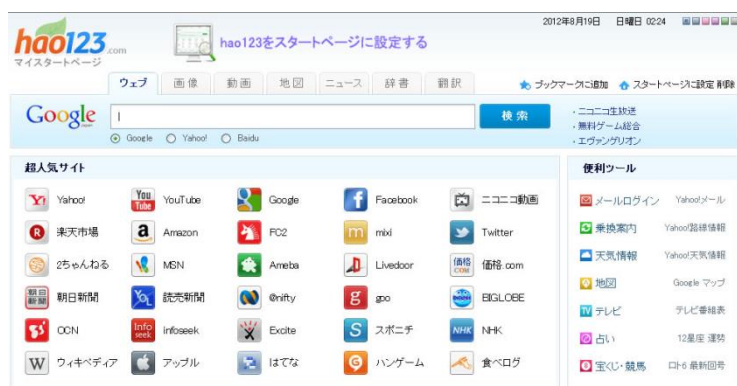 2012年8月19日 日曜日 02:24
hao123.com
マイスタートページ
hao123をスタートページに設定する
ウェブ 画像 動画 地図 ニュース 辞書 翻訳
ブックマークに追加 スタートページに設定 削除
Google 検索
Google Yahoo! Baidu
・ニコニコ生放送
・無料ゲーム総合
・エヴァンゲリオン
超人気サイト
Yahoo! YouTube Google Facebook ニコニコ動画
楽天市場 Amazon FC2 mixi Twitter
2ちゃんねる MSN Ameba Livedoor 価格.com
朝日新聞 読売新聞 @nifty goo BIGLOBE
OCN infoseek Excite スポニチ NHK
ウィキペディア アップル はてな ハンゲーム 食べログ
便利ツール
メールログイン Yahoo!メール
乗換案内 Yahoo!路線情報
天気情報 Yahoo!天気情報
地図 Google マップ
テレビ テレビ番組表
占い 12星座 運勢
宝くじ・競馬 ロト6 最新回号